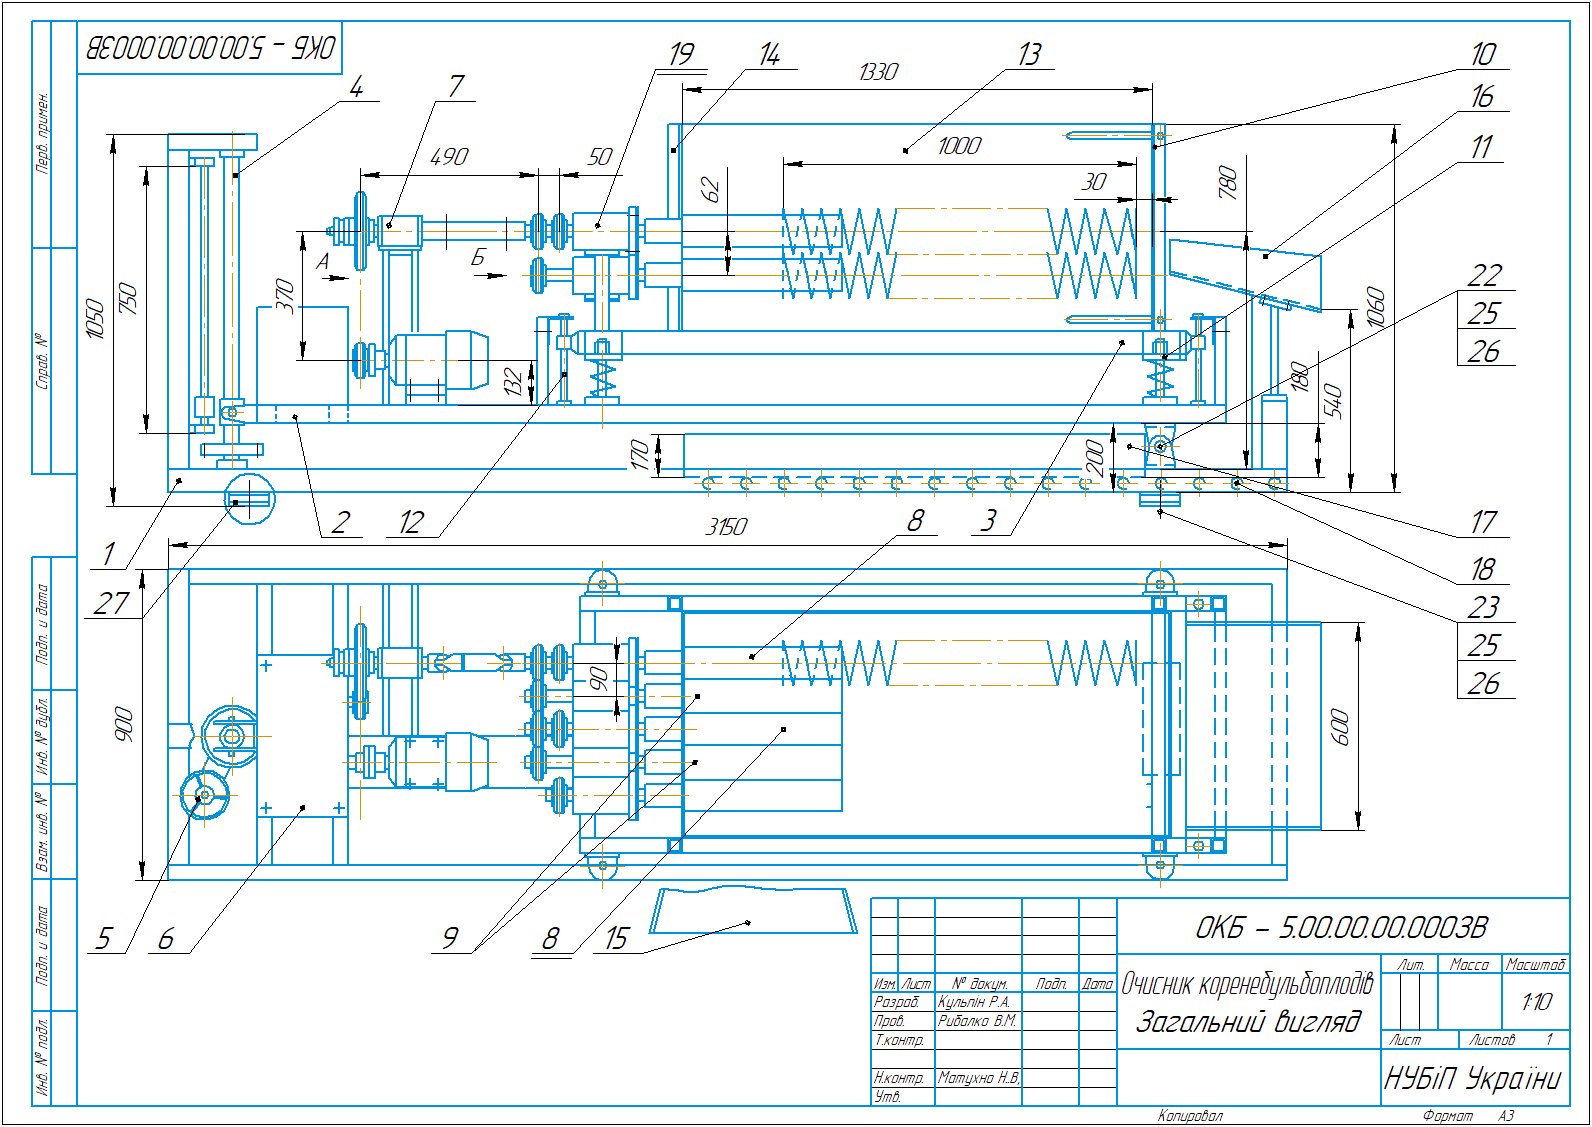 ОКБ - 5.00.00.00.000ЗВ
Перв. примен.
Справ. №
Подп. и дата
Инв. № дубл.
Взам. инв. №
Подп. и дата
Инв. № подл.
4
7
19
14
13
10
16
11
1330
490
50
1000
62
30
780
А
Б
370
1050
750
132
1060
180
540
22
25
26
170
200
1
2
12
8
3
17
3150
18
27
23
25
26
90
900
600
5
6
9
8
15
ОКБ - 5.00.00.00.000ЗВ
Очисник коренебульбоплодів
Загальний вигляд
Лит. Масса Масштаб
1:10
Лист Листов 1
НУБіП України
Изм. Лист № докум. Подп. Дата
Разраб. Кульпін Р.А.
Пров. Рибалко В.М.
Т.контр.
Н.контр. Матухно Н.В,
Утв.
Копировал Формат А3